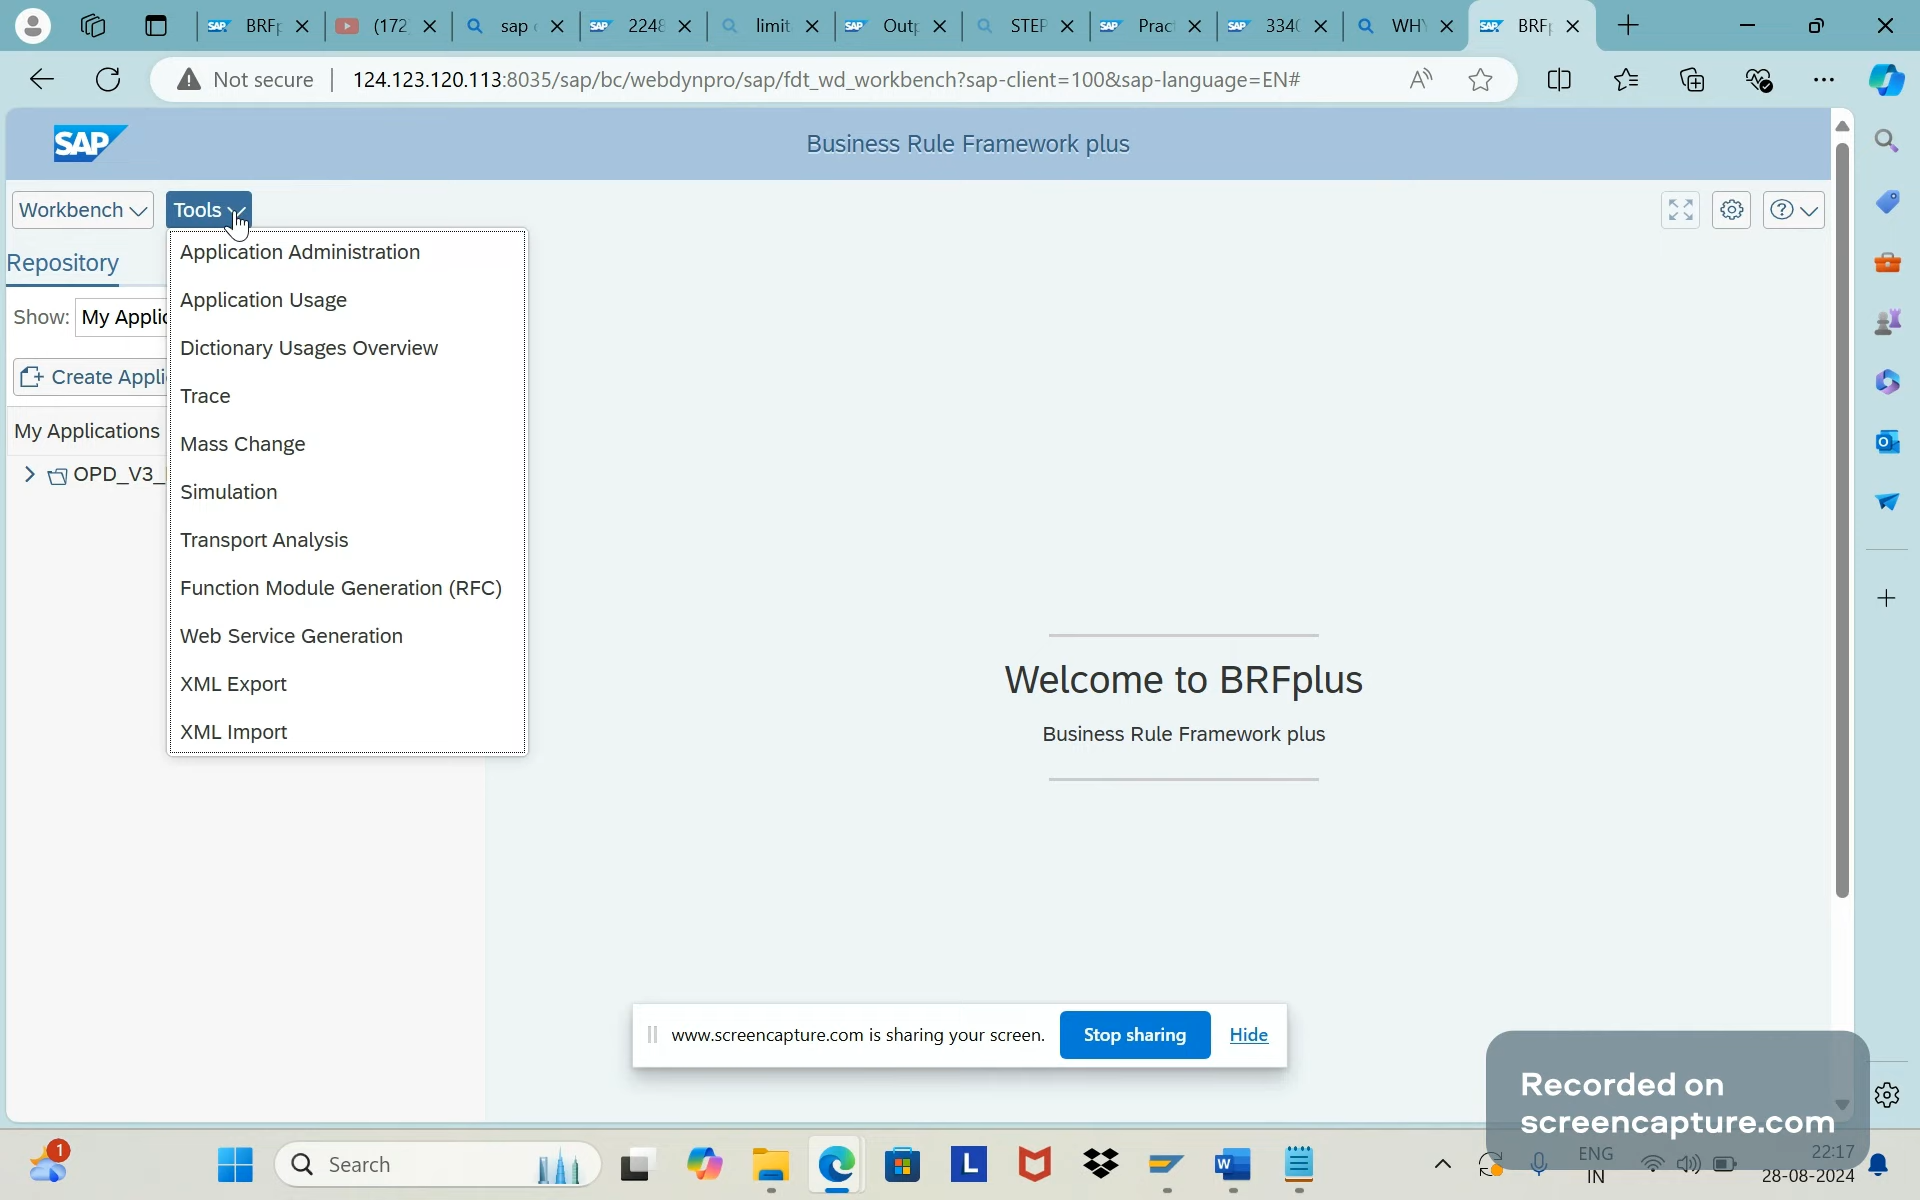 BRF
(172
sap
2248
limit
Out
STEP
Pract
334
WHY
BRF
Not secure
124.123.120.113:8035/sap/bc/webdynpro/sap/fdt_wd_workbench?sap-client=100&sap-language=EN#
SAP
Business Rule Framework plus
Workbench
Tools
Repository
Show: My Applic
Create Appli
My Applications
OPD_V3_
Application Administration
Application Usage
Dictionary Usages Overview
Trace
Mass Change
Simulation
Transport Analysis
Function Module Generation (RFC)
Web Service Generation
XML Export
XML Import
Welcome to BRFplus
Business Rule Framework plus
www.screencapture.com is sharing your screen. Stop sharing Hide
Recorded on
screencapture.com
1
Search
ENG
IN
22:17
28-08-2024